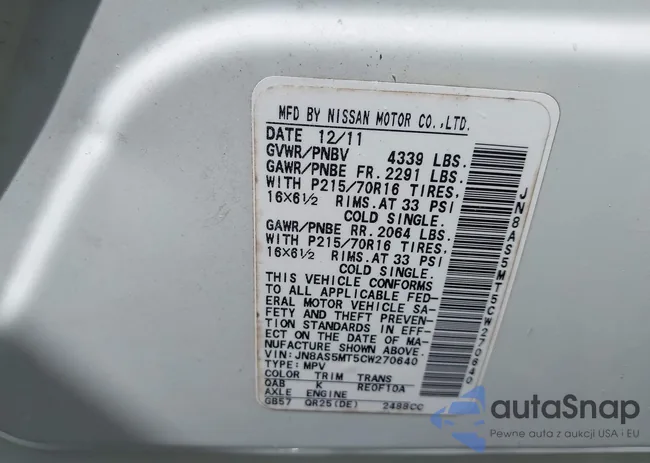 MFD BY NISSAN MOTOR CO.,LTD.
DATE 12/11
GVWR/PNBV 4339 LBS.
GAWR/PNBE FR. 2291 LBS.
WITH P215/70R16 TIRES,
16X6½ RIMS.AT 33 PSI
COLD SINGLE.
GAWR/PNBE RR. 2064 LBS.
WITH P215/70R16 TIRES,
16X6½ RIMS.AT 33 PSI
COLD SINGLE.
THIS VEHICLE CONFORMS
TO ALL APPLICABLE FED-
ERAL MOTOR VEHICLE SA-
FETY AND THEFT PREVEN-
TION STANDARDS IN EFF-
ECT ON THE DATE OF MA-
NUFACTURE SHOWN ABOVE.
VIN:JN8AS5MT5CW270640
TYPE:MPV
COLOR TRIM TRANS
QAB K RE0F10A
AXLE ENGINE
GB57 QR25(DE) 2488CC
JN8AS5MT5CW270640
autoSnap
Pewne auta z aukcji USA i EU